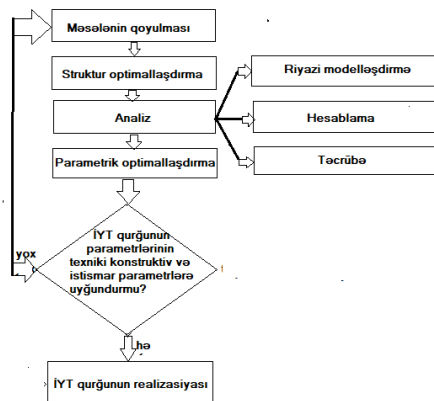 Məsələnin qoyulması
Struktur optimallaşdırma
Analiz
Parametrik optimallaşdırma
Riyazi modelləşdirmə
Hesablama
Təcrübə
İYT qurğunun
parametrlərinin
texniki konstruktiv və
istismar parametrlərə
uyğundurmu?
yox
hə
İYT qurğunun realizasiyası